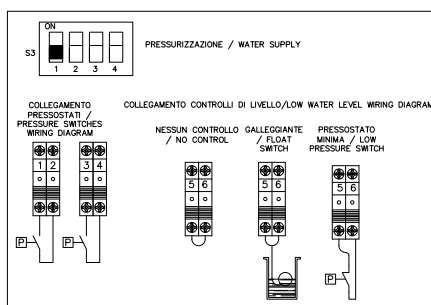 ON
S3
1 2 3 4
PRESSURIZZAZIONE / WATER SUPPLY
COLLEGAMENTO
PRESSOSTATI /
PRESSURE SWITCHES
WIRING DIAGRAM
COLLEGAMENTO CONTROLLI DI LIVELLO/LOW WATER LEVEL WIRING DIAGRAM
NESSUN CONTROLLO
/ NO CONTROL
GALLEGGIANTE
/ FLOAT
SWITCH
PRESSOSTATO
MINIMA / LOW
PRESSURE SWITCH
1 2
3 4
5 6
5 6
5 6
P
P
P